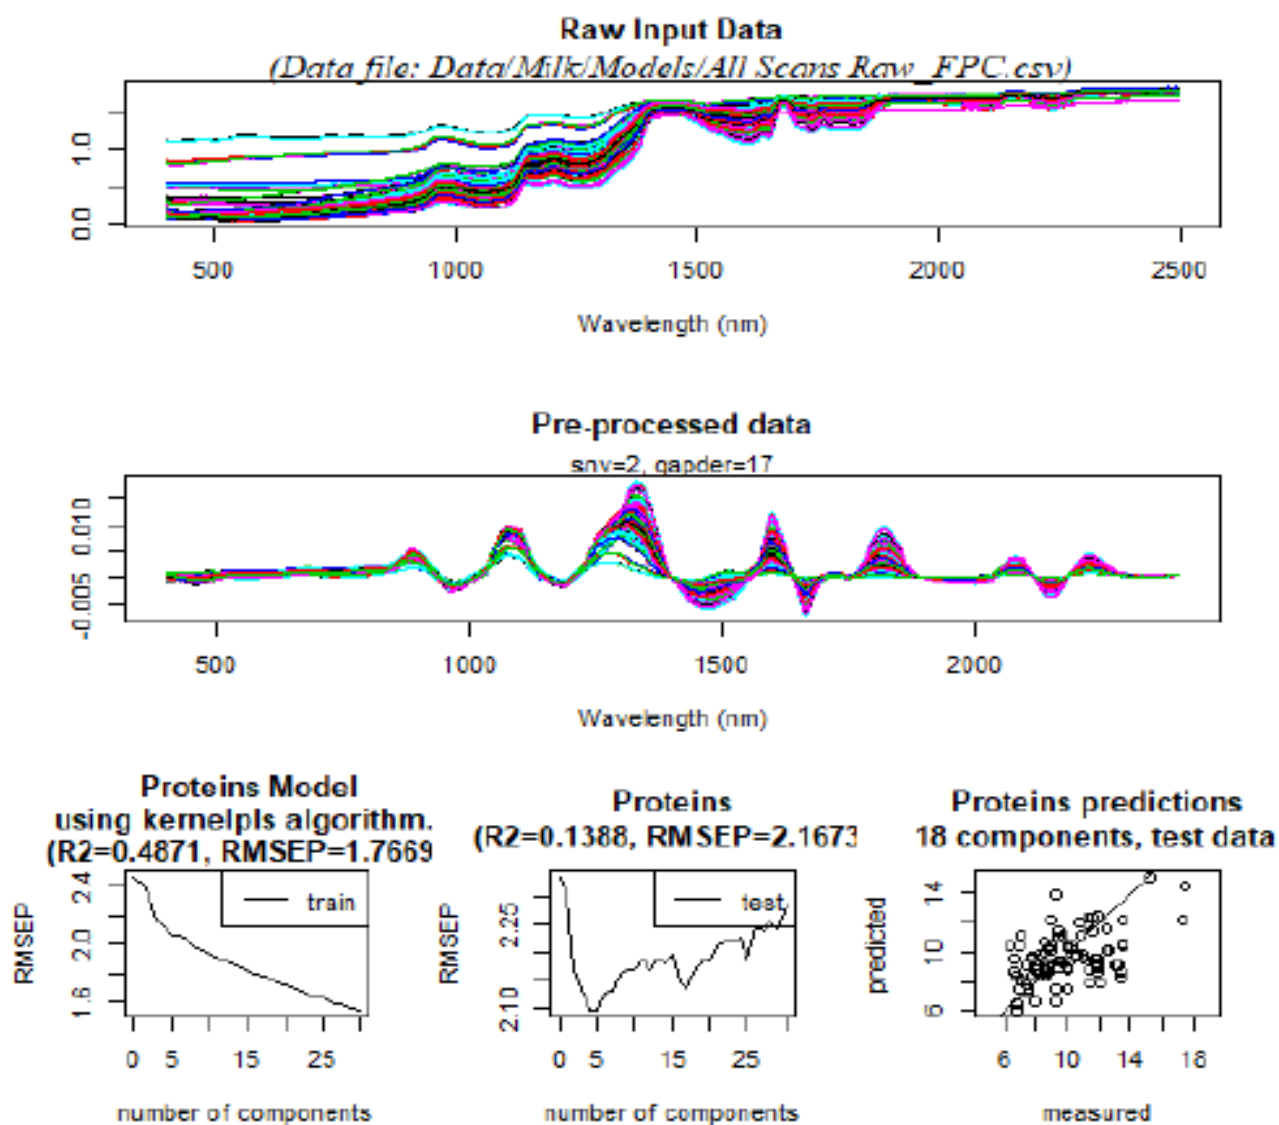 Raw Input Data
(Data file: Data/Milk/Models/All Scans Raw_FPC.csv)
0.0 1.0
500 1000 1500 2000 2500
Wavelength (nm)
Pre-processed data
snv=2, gapder=17
-0.005 0.003 0.010
500 1000 1500 2000
Wavelength (nm)
Proteins Model
using kernelpls algorithm.
(R2=0.4871, RMSEP=1.7669
RMSEP
1.6 2.0 2.4
train
0 5 15 25
number of components
Proteins
(R2=0.1388, RMSEP=2.1673
RMSEP
2.10 2.25
test
0 5 15 25
number of components
Proteins predictions
18 components, test data
predicted
6 10 14
6 10 14 18
measured